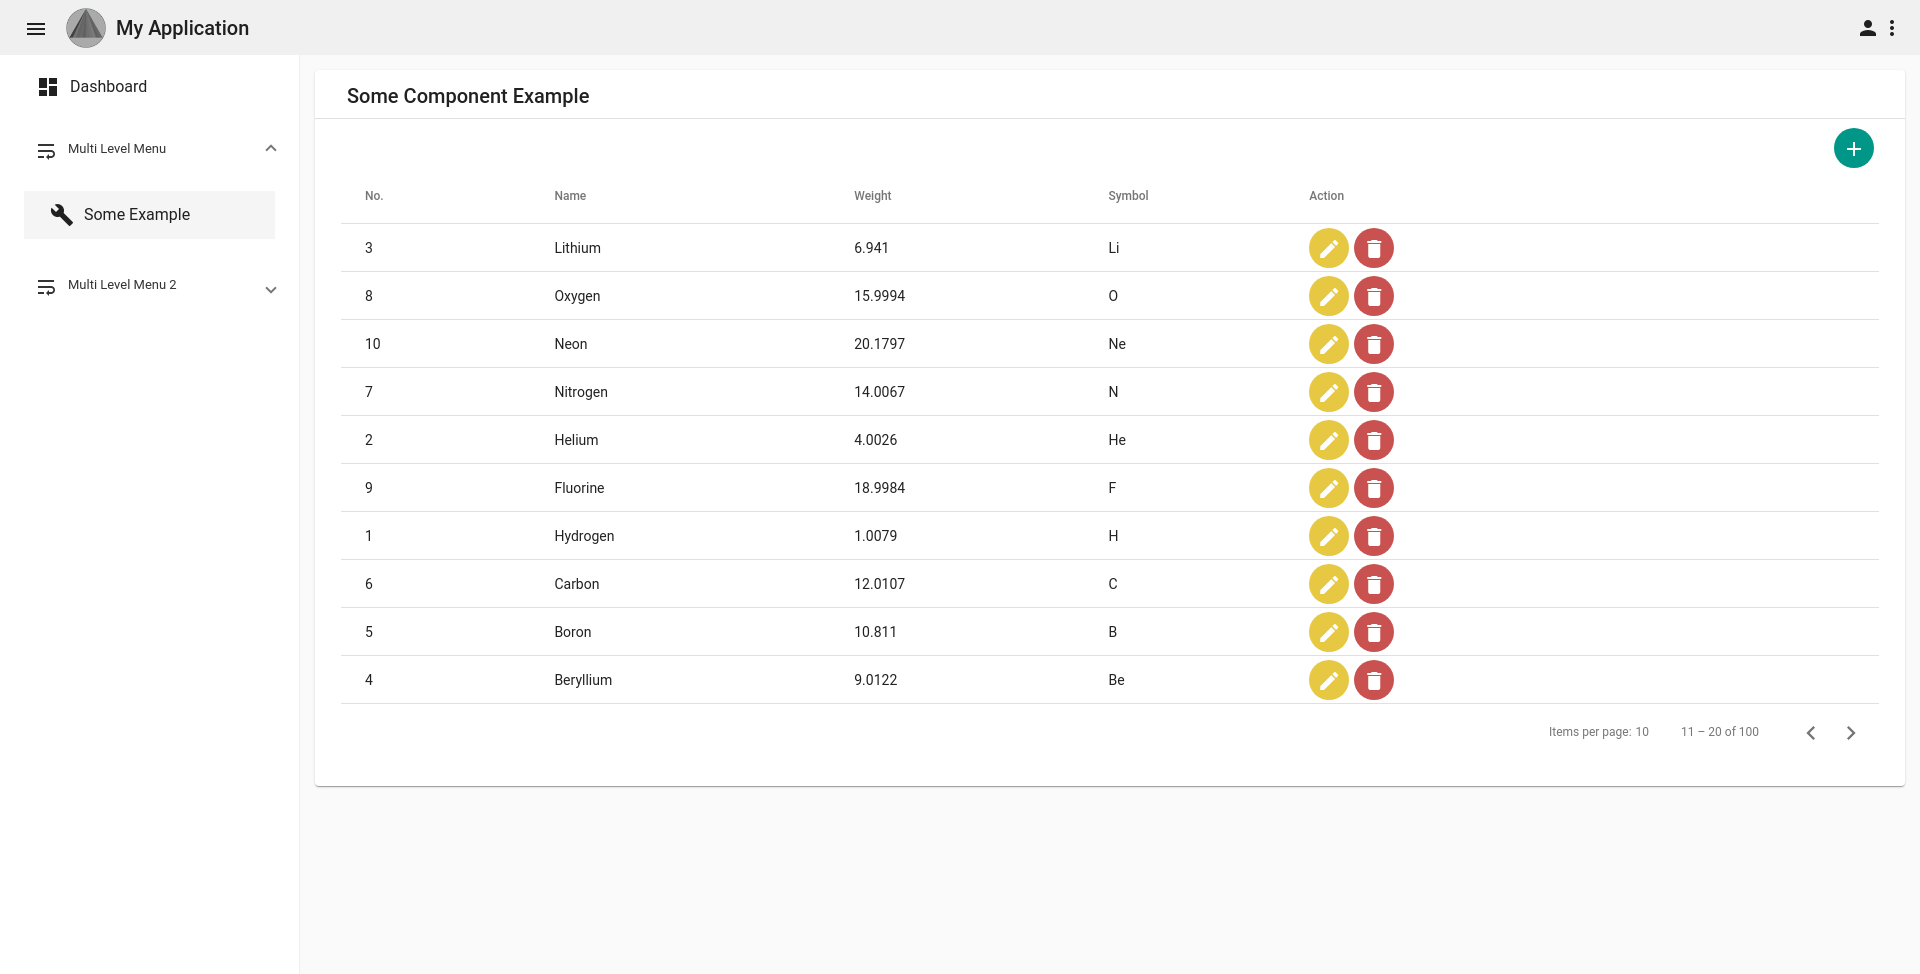 My Application
Dashboard
Multi Level Menu
Some Example
Multi Level Menu 2
Some Component Example
No. Name Weight Symbol Action
3 Lithium 6.941 Li
8 Oxygen 15.9994 O
10 Neon 20.1797 Ne
7 Nitrogen 14.0067 N
2 Helium 4.0026 He
9 Fluorine 18.9984 F
1 Hydrogen 1.0079 H
6 Carbon 12.0107 C
5 Boron 10.811 B
4 Beryllium 9.0122 Be
Items per page: 10 11 – 20 of 100